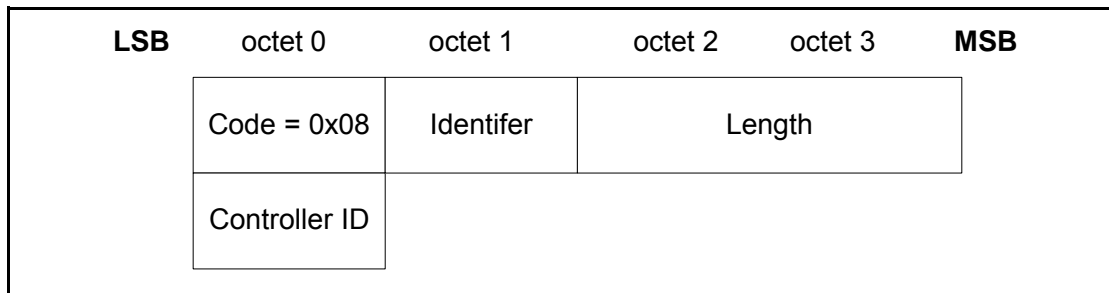 LSB octet 0 octet 1 octet 2 octet 3 MSB
Code = 0x08 Identifer Length
Controller ID